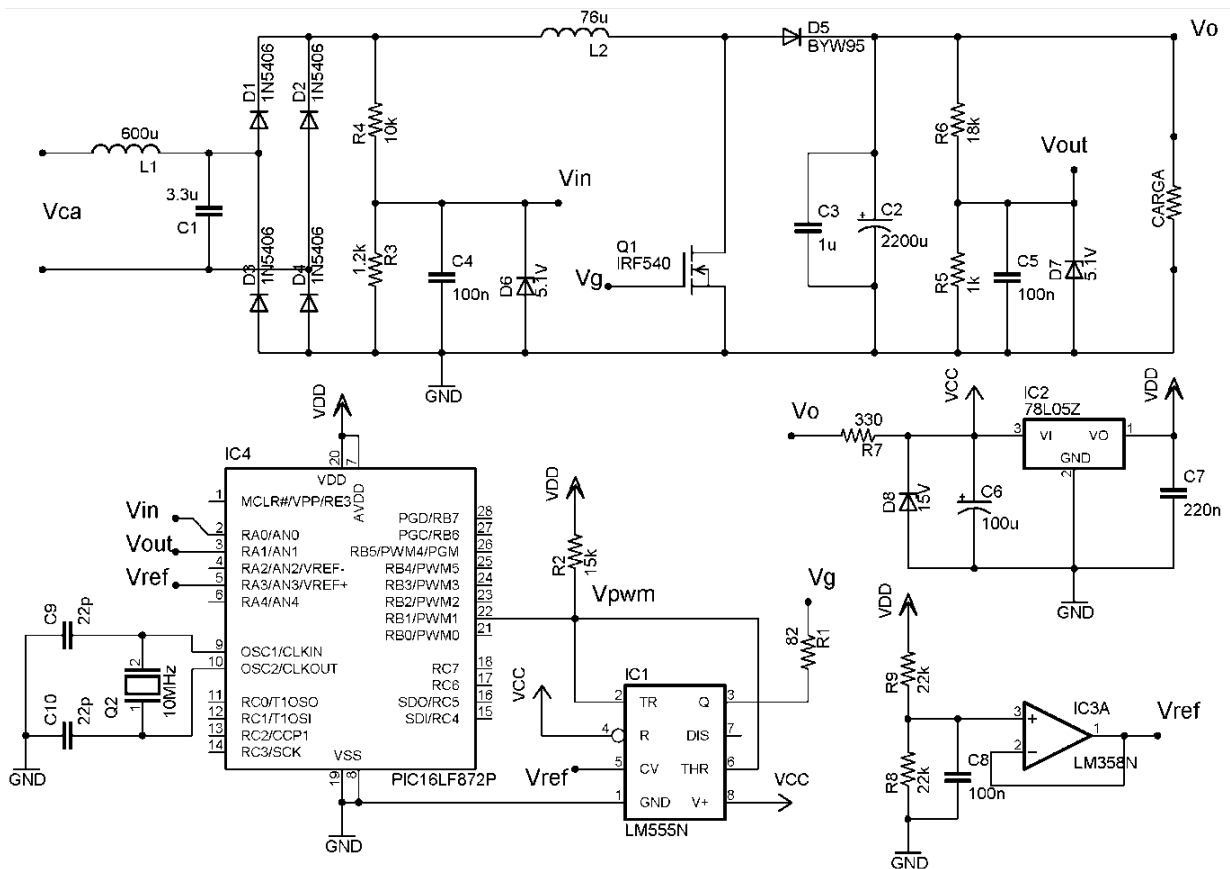 76u
L2
D5
BYW95
Vo
D1
1N5406
D2
1N5406
R4
10k
R6
18k
600u
L1
Vout
Vin
3.3u
C1
Vca
C3
1u
C2
2200u
CARGA
Q1
IRF540
Vg
D3
1N5406
D4
1N5406
1.2k
R3
C4
100n
D6
5.1V
R5
1k
C5
100n
D7
5.1V
GND
VDD
VCC
VDD
IC2
78L05Z
Vo
330
R7
3
VI
VO
1
GND
2
D8
15V
C6
100u
C7
220n
GND
IC4
20
7
VDD
AVDD
1
MCLR#/VPP/RE3
Vin
2
RA0/AN0
Vout
3
RA1/AN1
4
RA2/AN2/VREF-
Vref
5
RA3/AN3/VREF+
6
RA4/AN4
9
OSC1/CLKIN
10
OSC2/CLKOUT
11
RC0/T1OSO
12
RC1/T1OSI
13
RC2/CCP1
14
RC3/SCK
PGD/RB7
28
PGC/RB6
27
RB5/PWM4/PGM
26
RB4/PWM5
25
RB3/PWM3
24
RB2/PWM2
23
RB1/PWM1
22
RB0/PWM0
21
RC7
18
RC6
17
SDO/RC5
16
SDI/RC4
15
VSS
19
8
PIC16LF872P
GND
C9
22p
C10
22p
2
1
Q2
10MHz
GND
VDD
R2
15k
Vpwm
Vg
82
R1
VCC
IC1
2
TR
Q
3
4
R
DIS
7
Vref
5
CV
THR
6
1
GND
V+
8
VCC
LM555N
VDD
R9
22k
R8
22k
C8
100n
3
2
1
IC3A
LM358N
Vref
GND